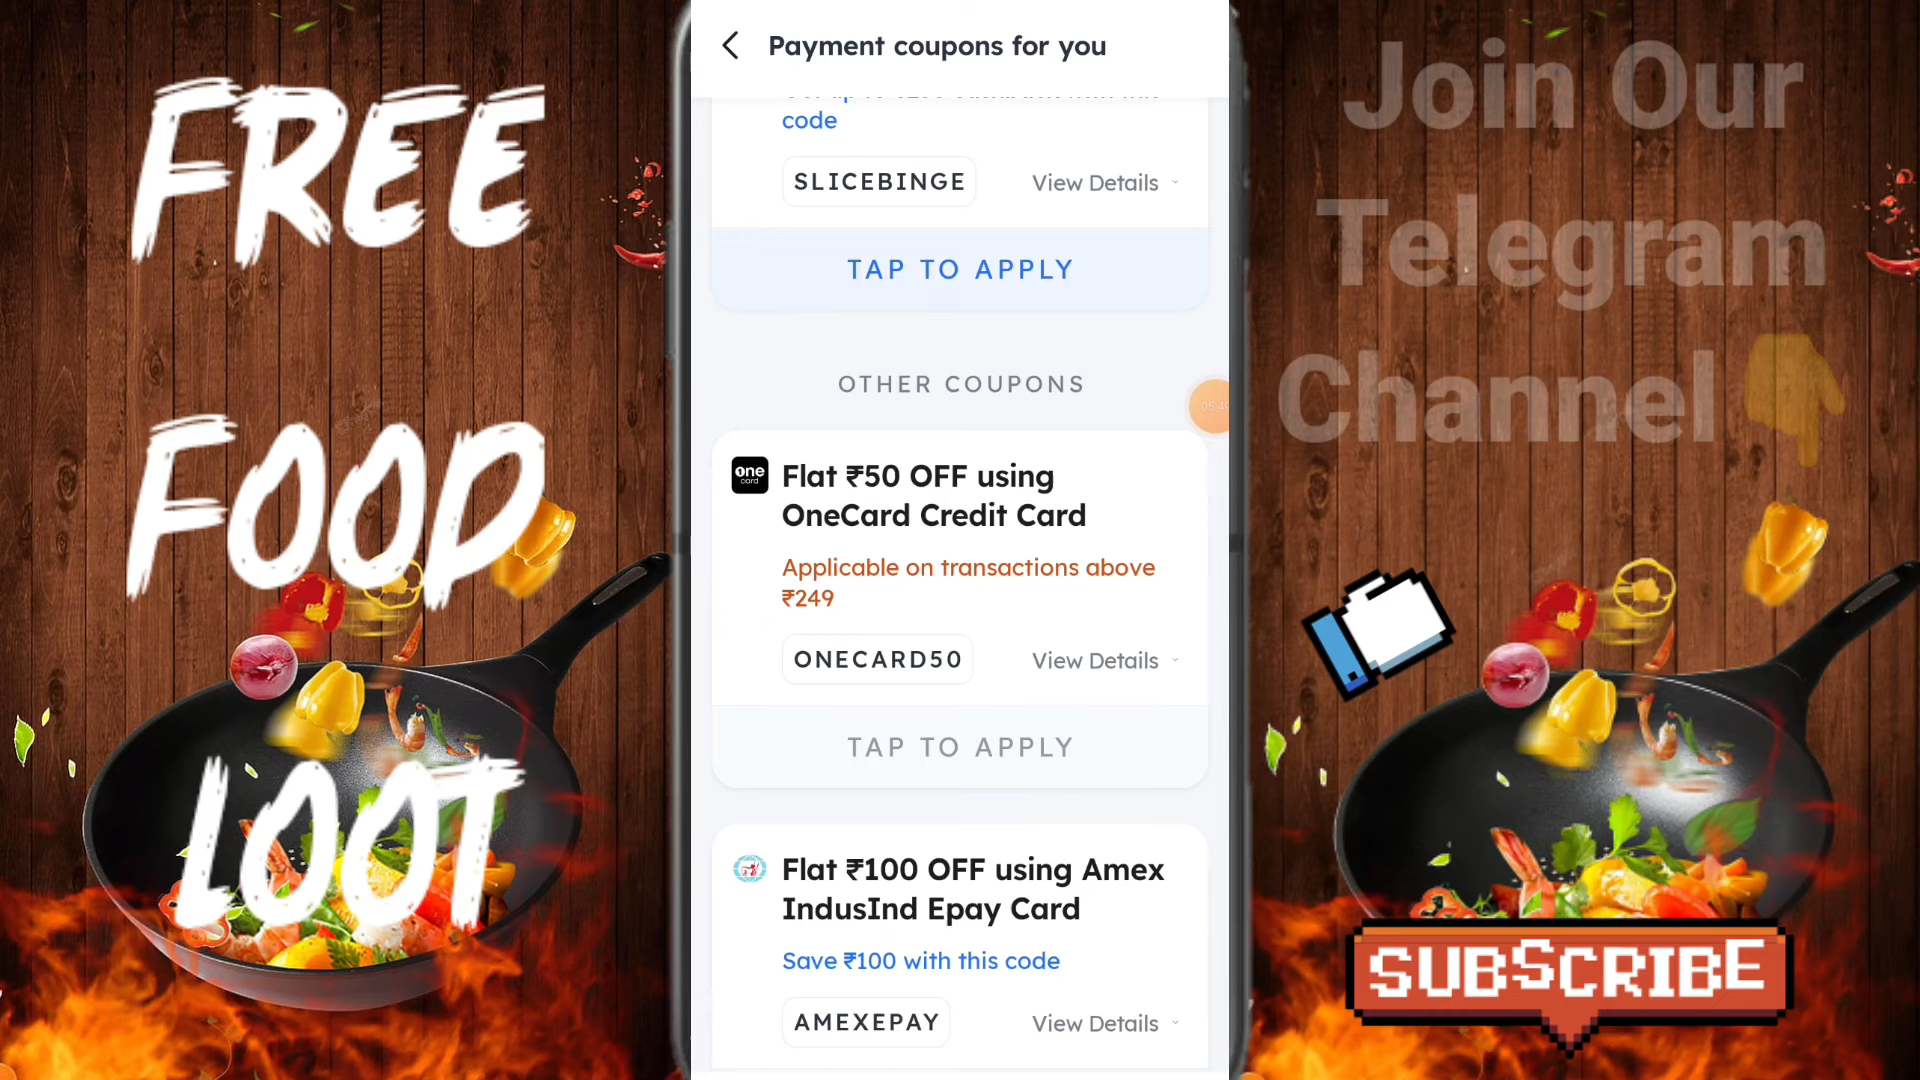 FREE
FOOD
LOOT
Payment coupons for you
code
SLICEBINGE
View Details
TAP TO APPLY
OTHER COUPONS
one
card
Flat ₹50 OFF using
OneCard Credit Card
Applicable on transactions above
₹249
ONECARD50
View Details
TAP TO APPLY
Flat ₹100 OFF using Amex
IndusInd Epay Card
Save ₹100 with this code
AMEXEPAY
View Details
Join Our
Telegram
Channel
SUBSCRIBE